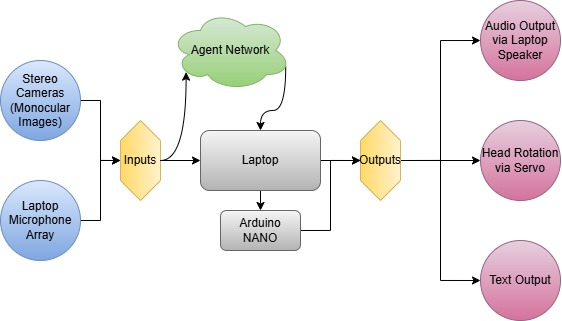 Stereo
Cameras
(Monocular
Images)
Laptop
Microphone
Array
Inputs
Agent Network
Laptop
Arduino
NANO
Outputs
Audio Output
via Laptop
Speaker
Head Rotation
via Servo
Text Output